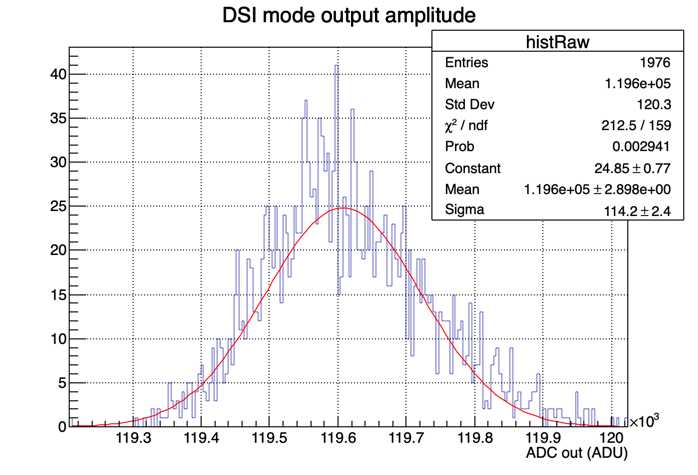 DSI mode output amplitude
histRaw
Entries 1976
Mean 1.196e+05
Std Dev 120.3
χ² / ndf 212.5 / 159
Prob 0.002941
Constant 24.85 ± 0.77
Mean 1.196e+05 ± 2.898e+00
Sigma 114.2 ± 2.4
40
35
30
25
20
15
10
5
0
119.3 119.4 119.5 119.6 119.7 119.8 119.9 120
×10³
ADC out (ADU)